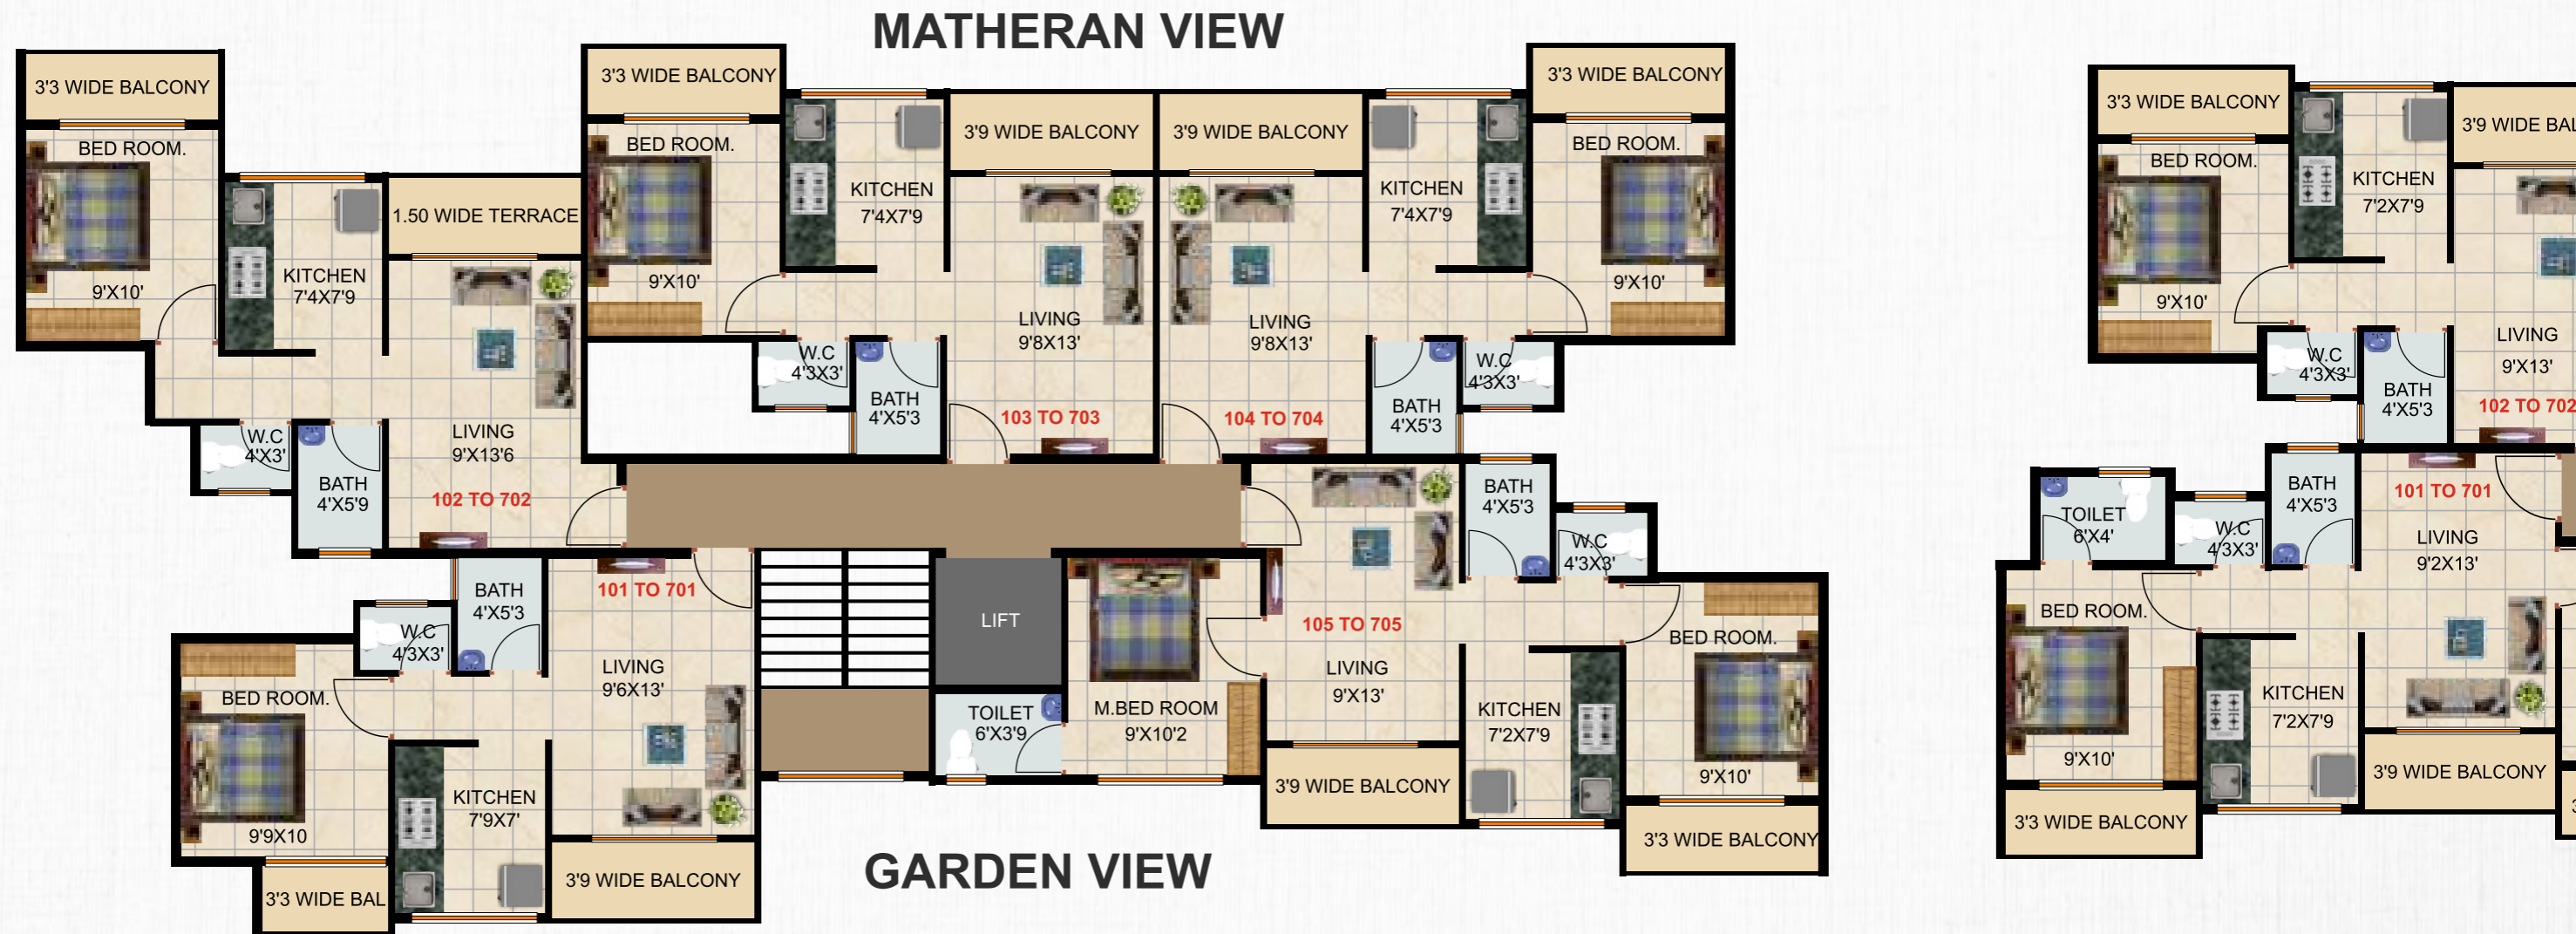 MATHERAN VIEW
3'3 WIDE BALCONY
BED ROOM.
9'X10'
KITCHEN
7'4X7'9
1.50 WIDE TERRACE
LIVING
9'X13'6
102 TO 702
W.C
4'X3'
BATH
4'X5'9
3'3 WIDE BALCONY
BED ROOM.
9'X10'
KITCHEN
7'4X7'9
3'9 WIDE BALCONY
LIVING
9'8X13'
103 TO 703
W.C
4'3X3'
BATH
4'X5'3
3'9 WIDE BALCONY
LIVING
9'8X13'
104 TO 704
KITCHEN
7'4X7'9
3'3 WIDE BALCONY
BED ROOM.
9'X10'
BATH
4'X5'3
W.C
4'3X3'
101 TO 701
LIVING
9'6X13'
BATH
4'X5'3
W.C
4'3X3'
BED ROOM.
9'9X10
KITCHEN
7'9X7'
3'3 WIDE BAL
3'9 WIDE BALCONY
LIFT
TOILET
6'X3'9
M.BED ROOM
9'X10'2
105 TO 705
LIVING
9'X13'
3'9 WIDE BALCONY
BATH
4'X5'3
W.C
4'3X3'
KITCHEN
7'2X7'9
BED ROOM.
9'X10'
3'3 WIDE BALCONY
GARDEN VIEW
3'3 WIDE BALCONY
BED ROOM.
9'X10'
KITCHEN
7'2X7'9
3'9 WIDE BAL
LIVING
9'X13'
102 TO 702
W.C
4'3X3'
BATH
4'X5'3
TOILET
6'X4'
W.C
4'3X3'
BATH
4'X5'3
101 TO 701
LIVING
9'2X13'
BED ROOM.
9'X10'
KITCHEN
7'2X7'9
3'9 WIDE BALCONY
3'3 WIDE BALCONY